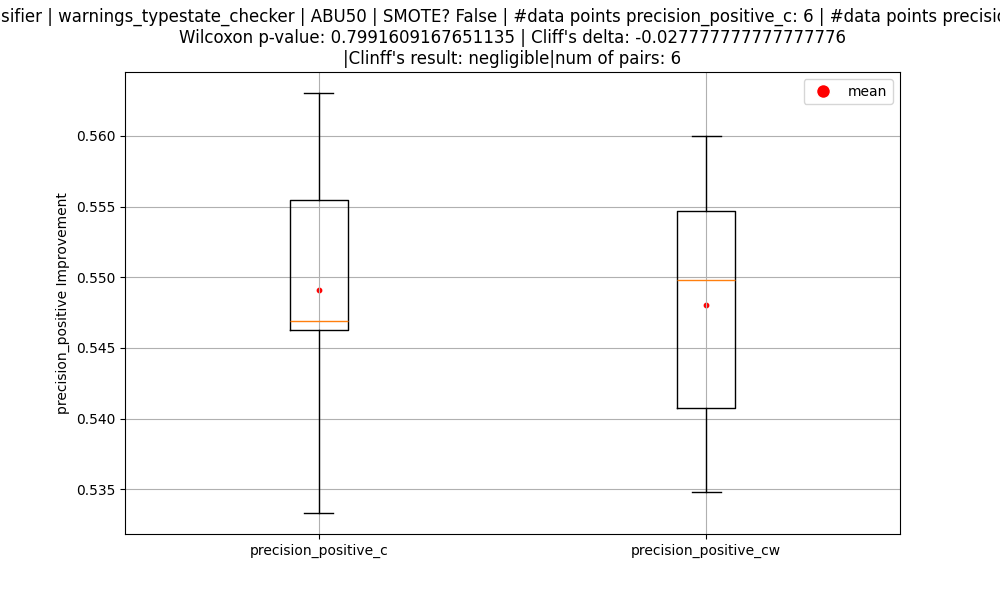 sifier | warnings_typestate_checker | ABU50 | SMOTE? False | #data points precision_positive_c: 6 | #data points precisio
Wilcoxon p-value: 0.7991609167651135 | Cliff's delta: -0.027777777777777776
|Clinff's result: negligible|num of pairs: 6
mean
0.560
0.555
0.550
0.545
0.540
0.535
precision_positive Improvement
precision_positive_c
precision_positive_cw